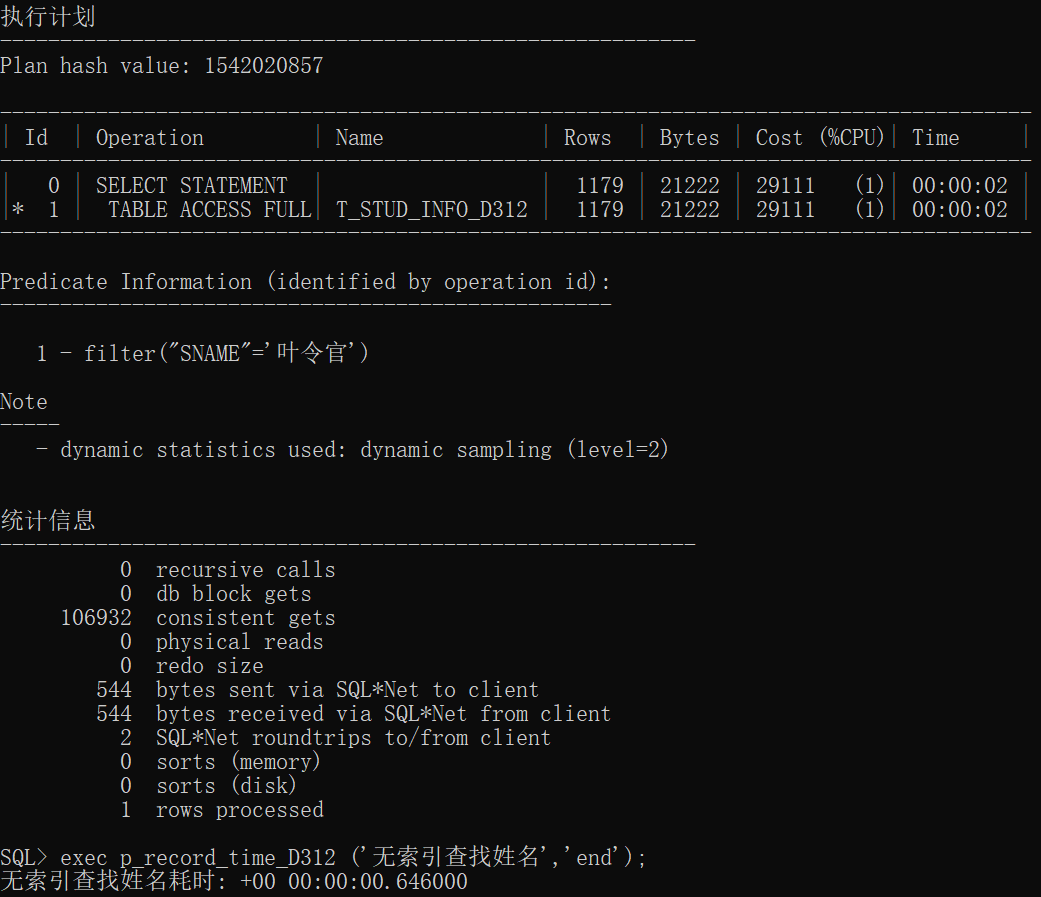 执行计划
----------------------------------------------------------
Plan hash value: 1542020857
--------------------------------------------------------------------------------------
| Id  | Operation         | Name             | Rows  | Bytes | Cost (%CPU)| Time     |
--------------------------------------------------------------------------------------
|   0 | SELECT STATEMENT  |                  |  1179 | 21222 | 29111   (1)| 00:00:02 |
|*  1 |  TABLE ACCESS FULL| T_STUD_INFO_D312 |  1179 | 21222 | 29111   (1)| 00:00:02 |
--------------------------------------------------------------------------------------
Predicate Information (identified by operation id):
---------------------------------------------------
   1 - filter("SNAME"='叶令官')
Note
-----
   - dynamic statistics used: dynamic sampling (level=2)
统计信息
----------------------------------------------------------
          0  recursive calls
          0  db block gets
     106932  consistent gets
          0  physical reads
          0  redo size
        544  bytes sent via SQL*Net to client
        544  bytes received via SQL*Net from client
          2  SQL*Net roundtrips to/from client
          0  sorts (memory)
          0  sorts (disk)
          1  rows processed
SQL> exec p_record_time_D312 ('无索引查找姓名','end');
无索引查找姓名耗时: +00 00:00:00.646000